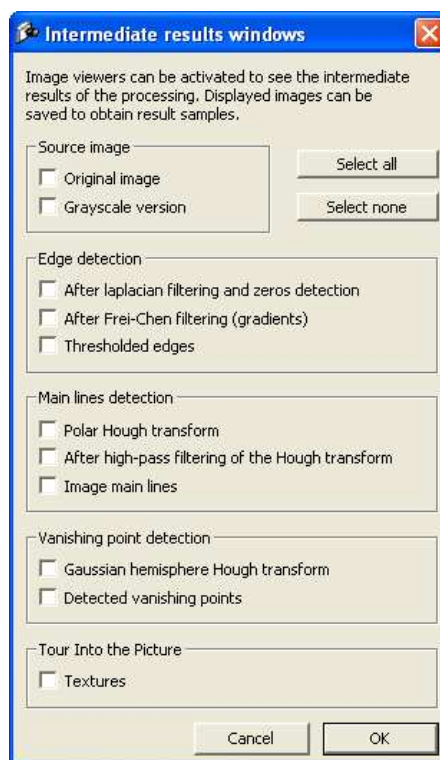 Intermediate results windows
Image viewers can be activated to see the intermediate
results of the processing. Displayed images can be
saved to obtain result samples.
Source image
Original image
Grayscale version
Select all
Select none
Edge detection
After laplacian filtering and zeros detection
After Frei-Chen filtering (gradients)
Thresholded edges
Main lines detection
Polar Hough transform
After high-pass filtering of the Hough transform
Image main lines
Vanishing point detection
Gaussian hemisphere Hough transform
Detected vanishing points
Tour Into the Picture
Textures
Cancel
OK